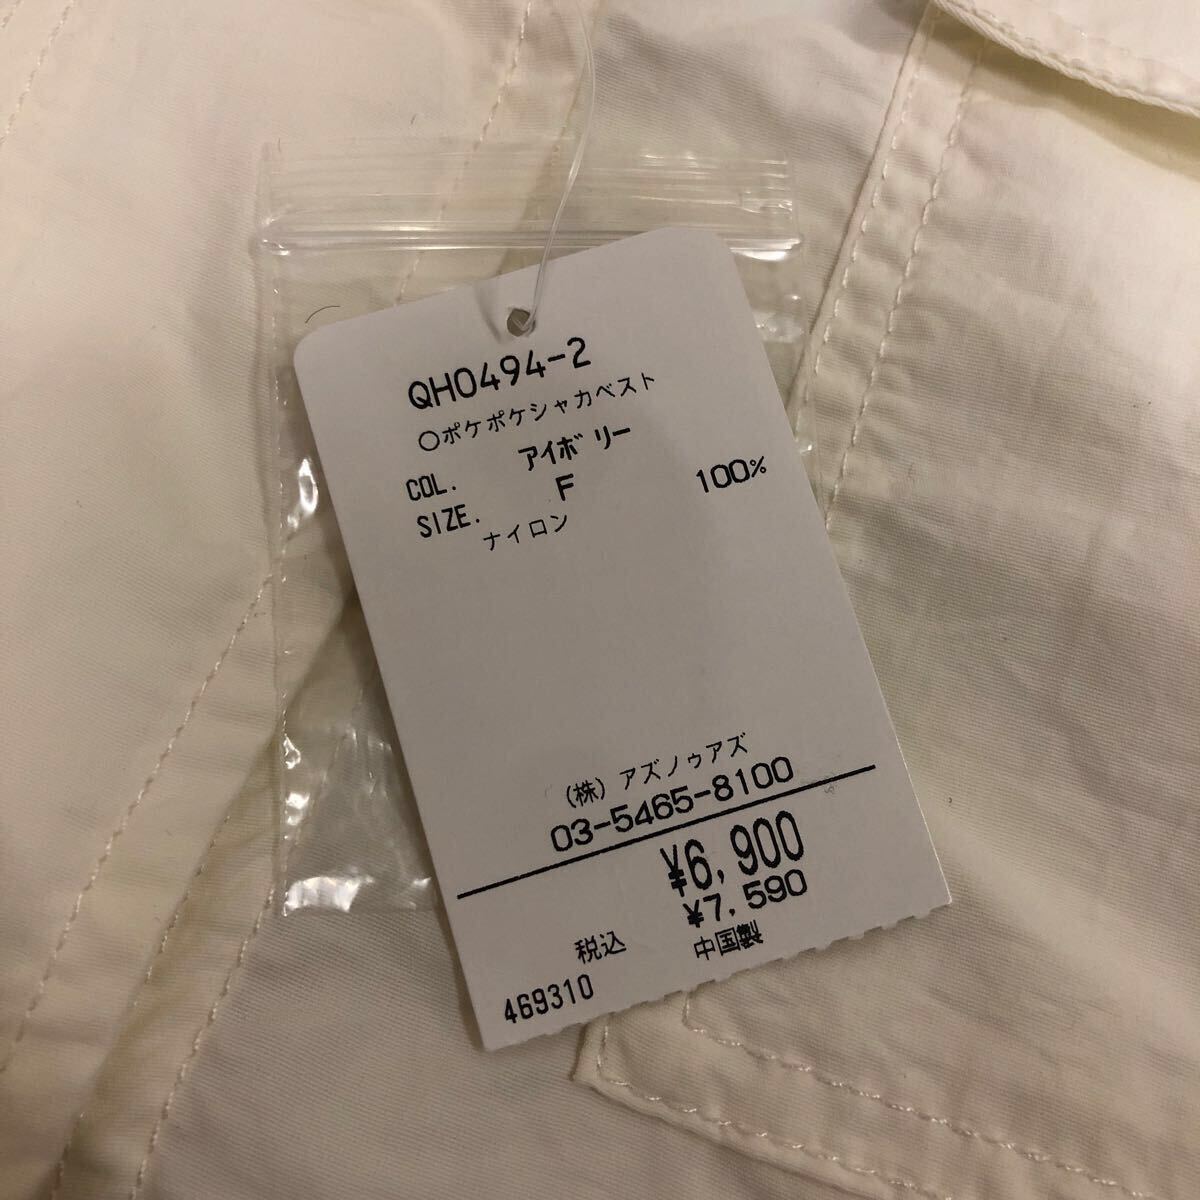 QH0494-2
○ポケポケシャカベスト
COL. アイボリー
SIZE. F
ナイロン 100%
(株)アズノゥアズ
03-5465-8100
¥6,900
¥7,590
税込 中国製
469310